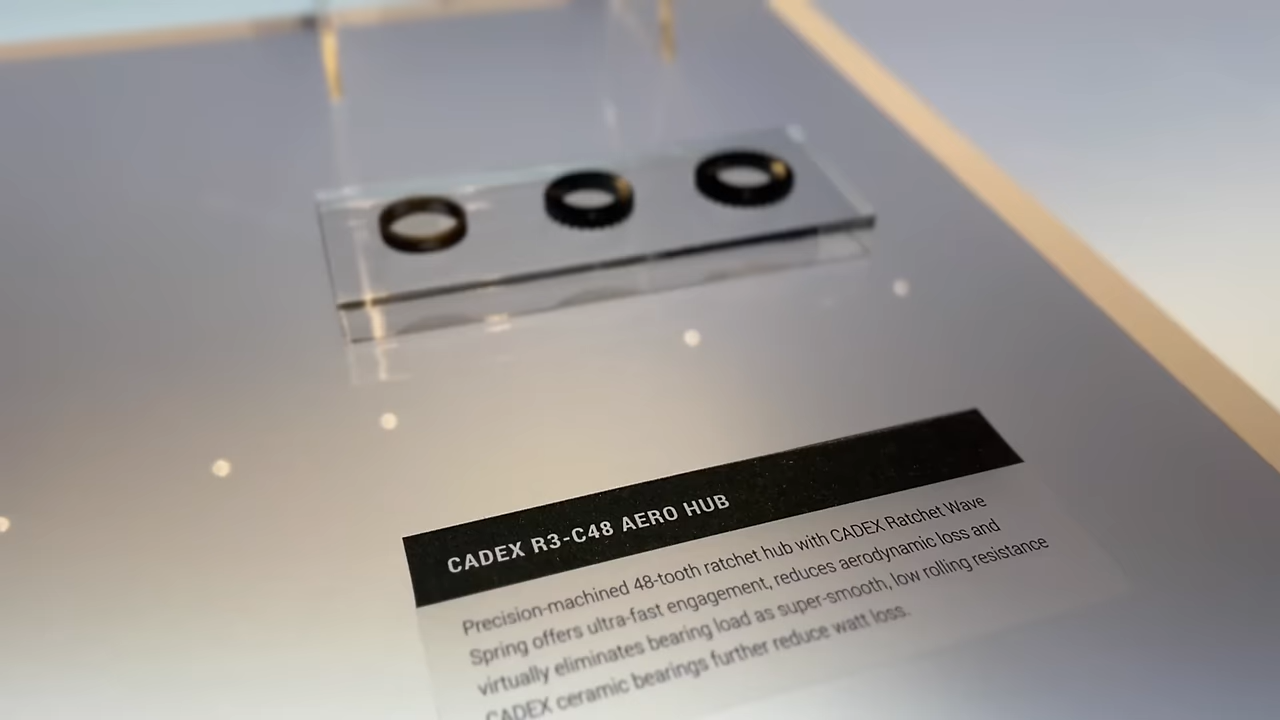 CADEX R3-C48 AERO HUB
Precision-machined 48-tooth ratchet hub with CADEX Ratchet Wave
Spring offers ultra-fast engagement, reduces aerodynamic loss and
virtually eliminates bearing load as super-smooth, low rolling resistance
CADEX ceramic bearings further reduce watt loss.